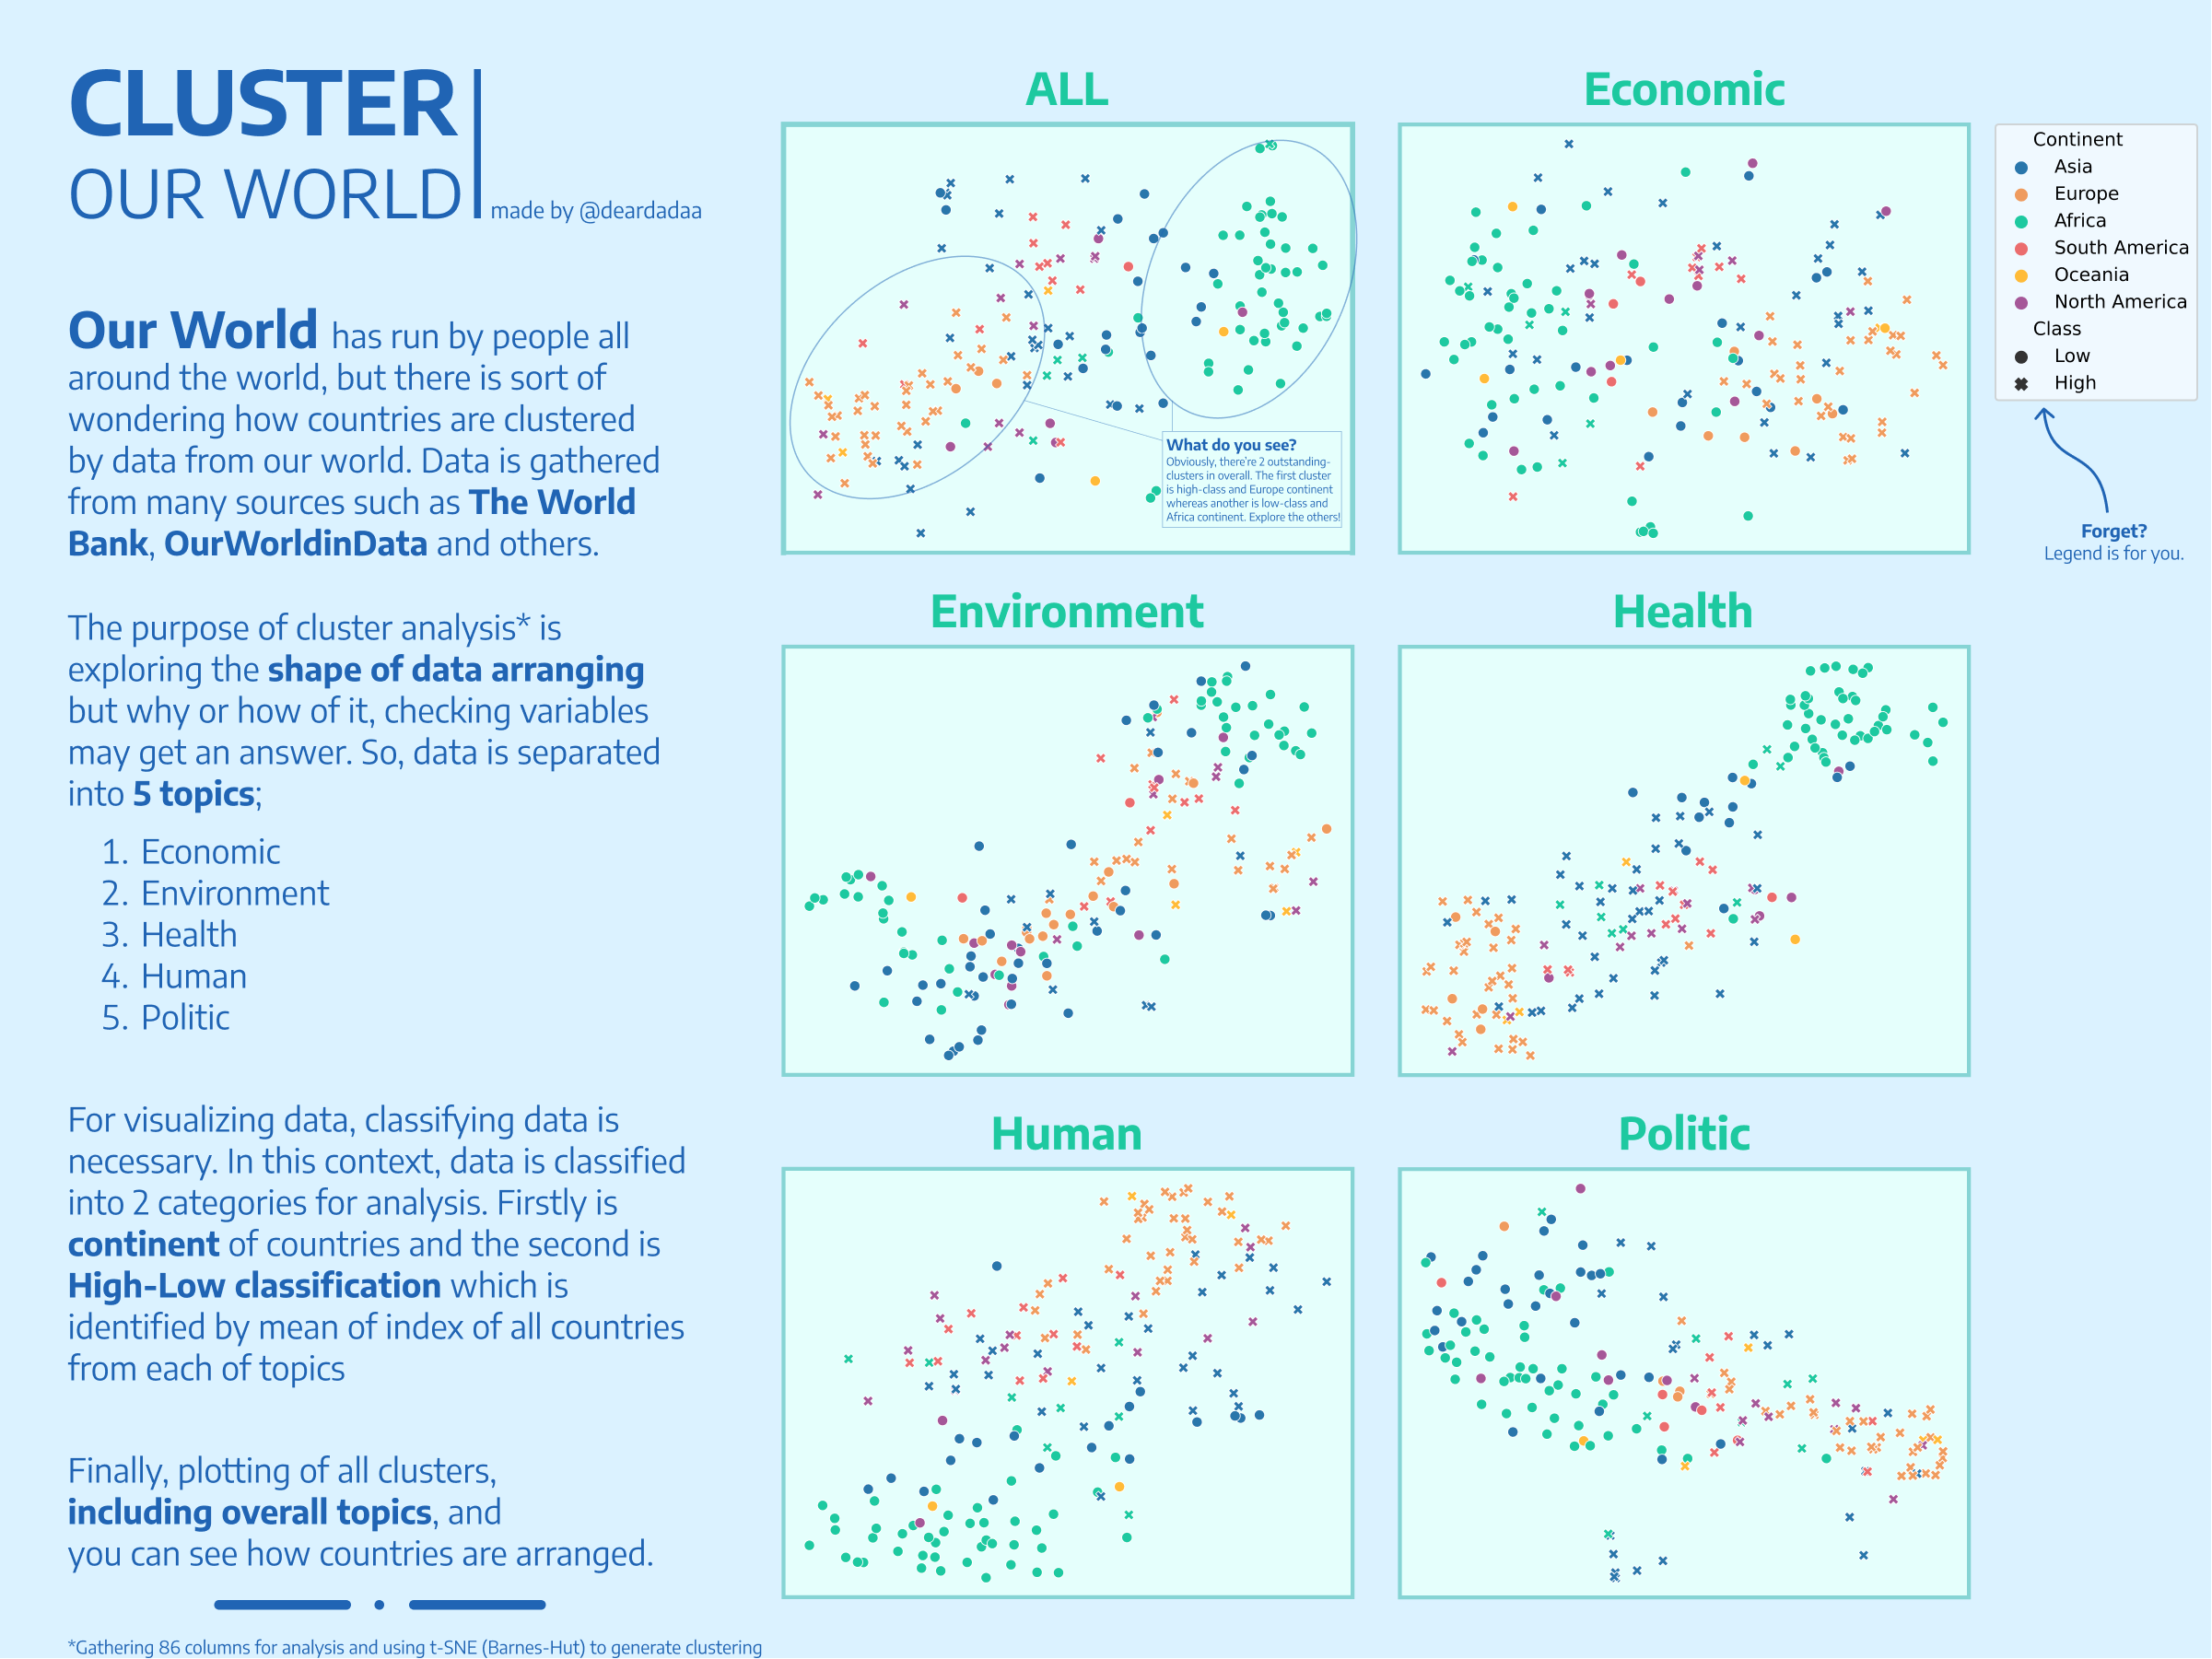 CLUSTER
OUR WORLD
made by @deardadaa
Our World has run by people all
around the world, but there is sort of
wondering how countries are clustered
by data from our world. Data is gathered
from many sources such as The World
Bank, OurWorldinData and others.
The purpose of cluster analysis* is
exploring the shape of data arranging
but why or how of it, checking variables
may get an answer. So, data is separated
into 5 topics;
1. Economic
2. Environment
3. Health
4. Human
5. Politic
For visualizing data, classifying data is
necessary. In this context, data is classified
into 2 categories for analysis. Firstly is
continent of countries and the second is
High-Low classification which is
identified by mean of index of all countries
from each of topics
Finally, plotting of all clusters,
including overall topics, and
you can see how countries are arranged.
*Gathering 86 columns for analysis and using t-SNE (Barnes-Hut) to generate clustering
ALL
What do you see?
Obviously, there're 2 outstanding-
clusters in overall. The first cluster
is high-class and Europe continent
whereas another is low-class and
Africa continent. Explore the others!
Economic
Continent
Asia
Europe
Africa
South America
Oceania
North America
Class
Low
High
Forget?
Legend is for you.
Environment
Health
Human
Politic